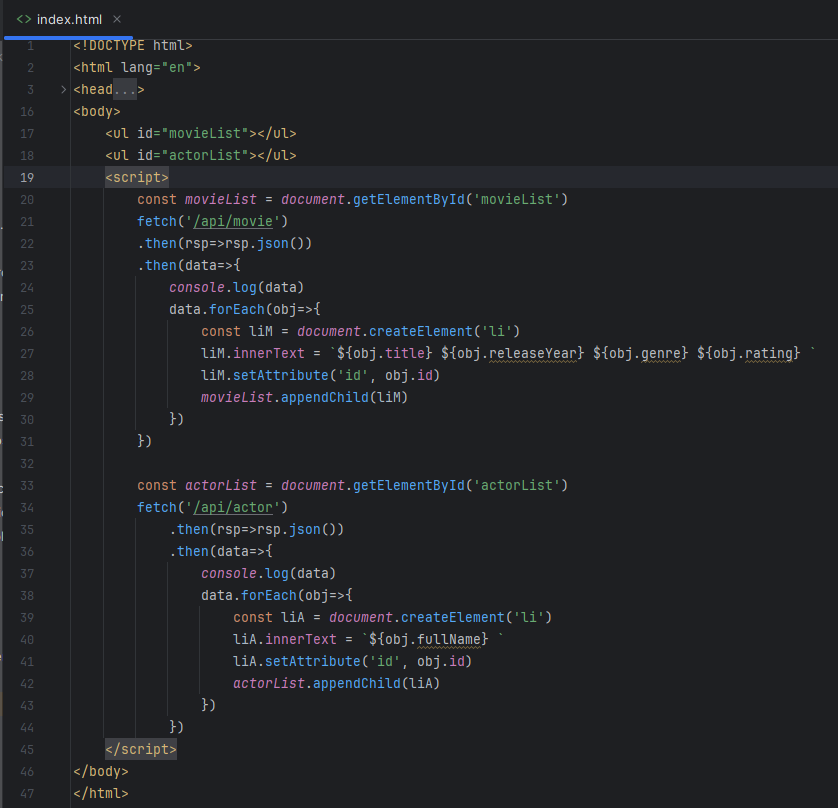 index.html
1 <!DOCTYPE html>
2 <html lang="en">
3 <head...>
16 <body>
17     <ul id="movieList"></ul>
18     <ul id="actorList"></ul>
19     <script>
20         const movieList = document.getElementById('movieList')
21         fetch('/api/movie')
22         .then(rsp=>rsp.json())
23         .then(data=>{
24             console.log(data)
25             data.forEach(obj=>{
26                 const liM = document.createElement('li')
27                 liM.innerText = `${obj.title} ${obj.releaseYear} ${obj.genre} ${obj.rating} `
28                 liM.setAttribute('id', obj.id)
29                 movieList.appendChild(liM)
30             })
31         })
32
33         const actorList = document.getElementById('actorList')
34         fetch('/api/actor')
35             .then(rsp=>rsp.json())
36             .then(data=>{
37                 console.log(data)
38                 data.forEach(obj=>{
39                     const liA = document.createElement('li')
40                     liA.innerText = `${obj.fullName} `
41                     liA.setAttribute('id', obj.id)
42                     actorList.appendChild(liA)
43                 })
44             })
45     </script>
46 </body>
47 </html>